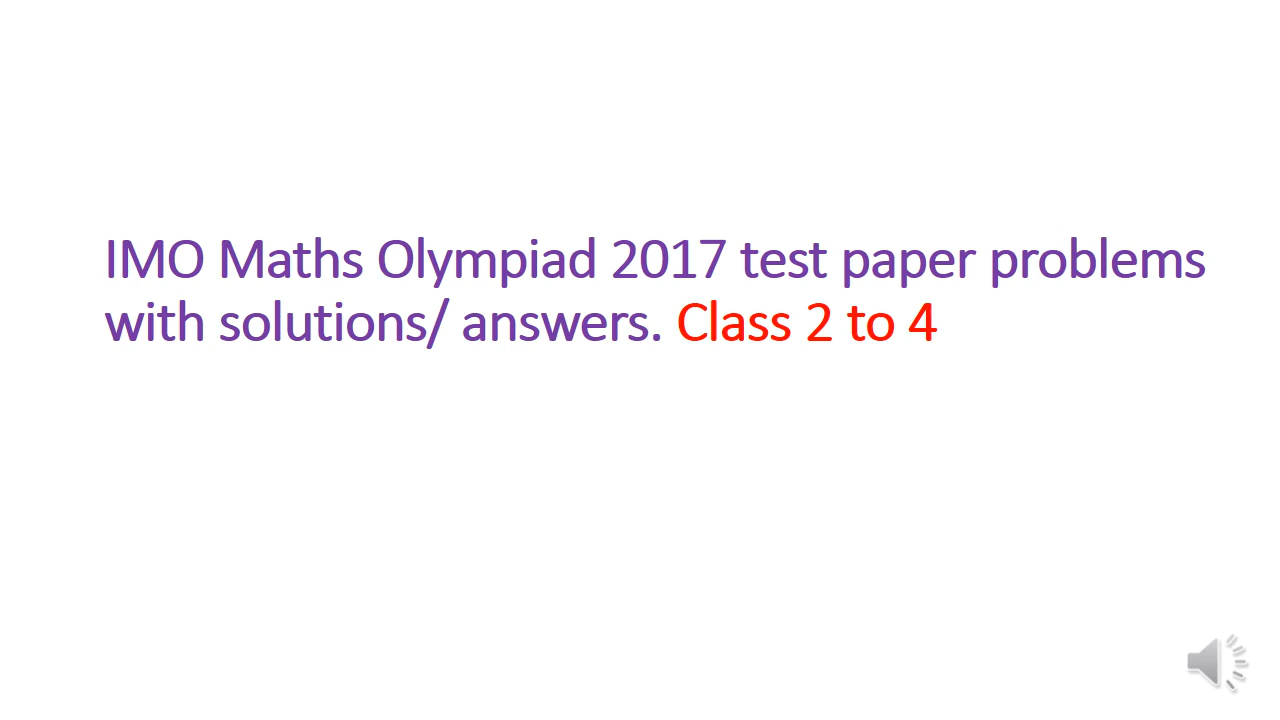 IMO Maths Olympiad 2017 test paper problems
with solutions/ answers. Class 2 to 4